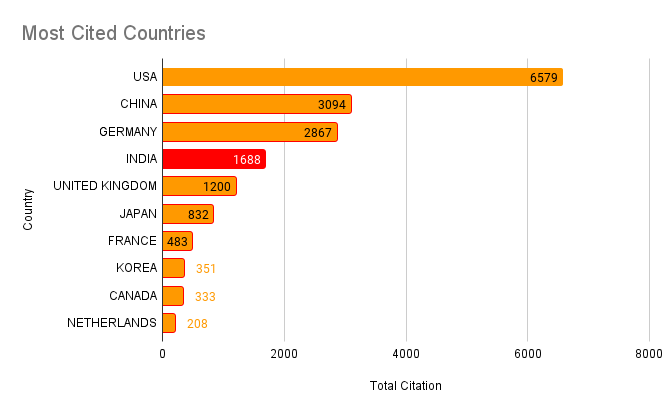 Most Cited Countries
Country
USA 6579
CHINA 3094
GERMANY 2867
INDIA 1688
UNITED KINGDOM 1200
JAPAN 832
FRANCE 483
KOREA 351
CANADA 333
NETHERLANDS 208
0 2000 4000 6000 8000
Total Citation